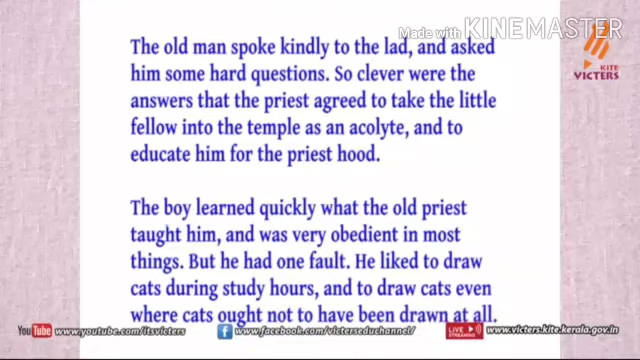 Made with KINEMASTER
KITE
VICTERS
The old man spoke kindly to the lad, and asked
him some hard questions. So clever were the
answers that the priest agreed to take the little
fellow into the temple as an acolyte, and to
educate him for the priest hood.
The boy learned quickly what the old priest
taught him, and was very obedient in most
things. But he had one fault. He liked to draw
cats during study hours, and to draw cats even
where cats ought not to have been drawn at all.
YouTube www.youtube.com/itsvicters
f www.facebook.com/victerseduchannel/
LIVE STREAMING www.victers.kite.kerala.gov.in